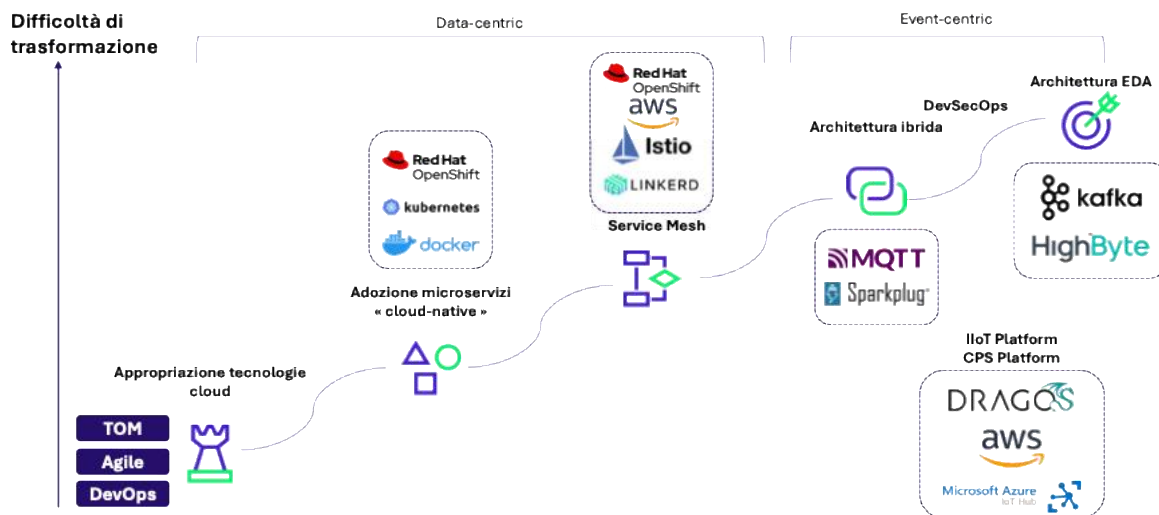 Difficoltà di
trasformazione
Data-centric
Event-centric
Red Hat
OpenShift
aws
Istio
LINKERD
Service Mesh
Red Hat
OpenShift
kubernetes
docker
Adozione microservizi
« cloud-native »
Appropriazione tecnologie
cloud
TOM
Agile
DevOps
Architettura ibrida
DevSecOps
Architettura EDA
MQTT
Sparkplug
kafka
HighByte
IIoT Platform
CPS Platform
DRAGOS
aws
Microsoft Azure
IoT Hub